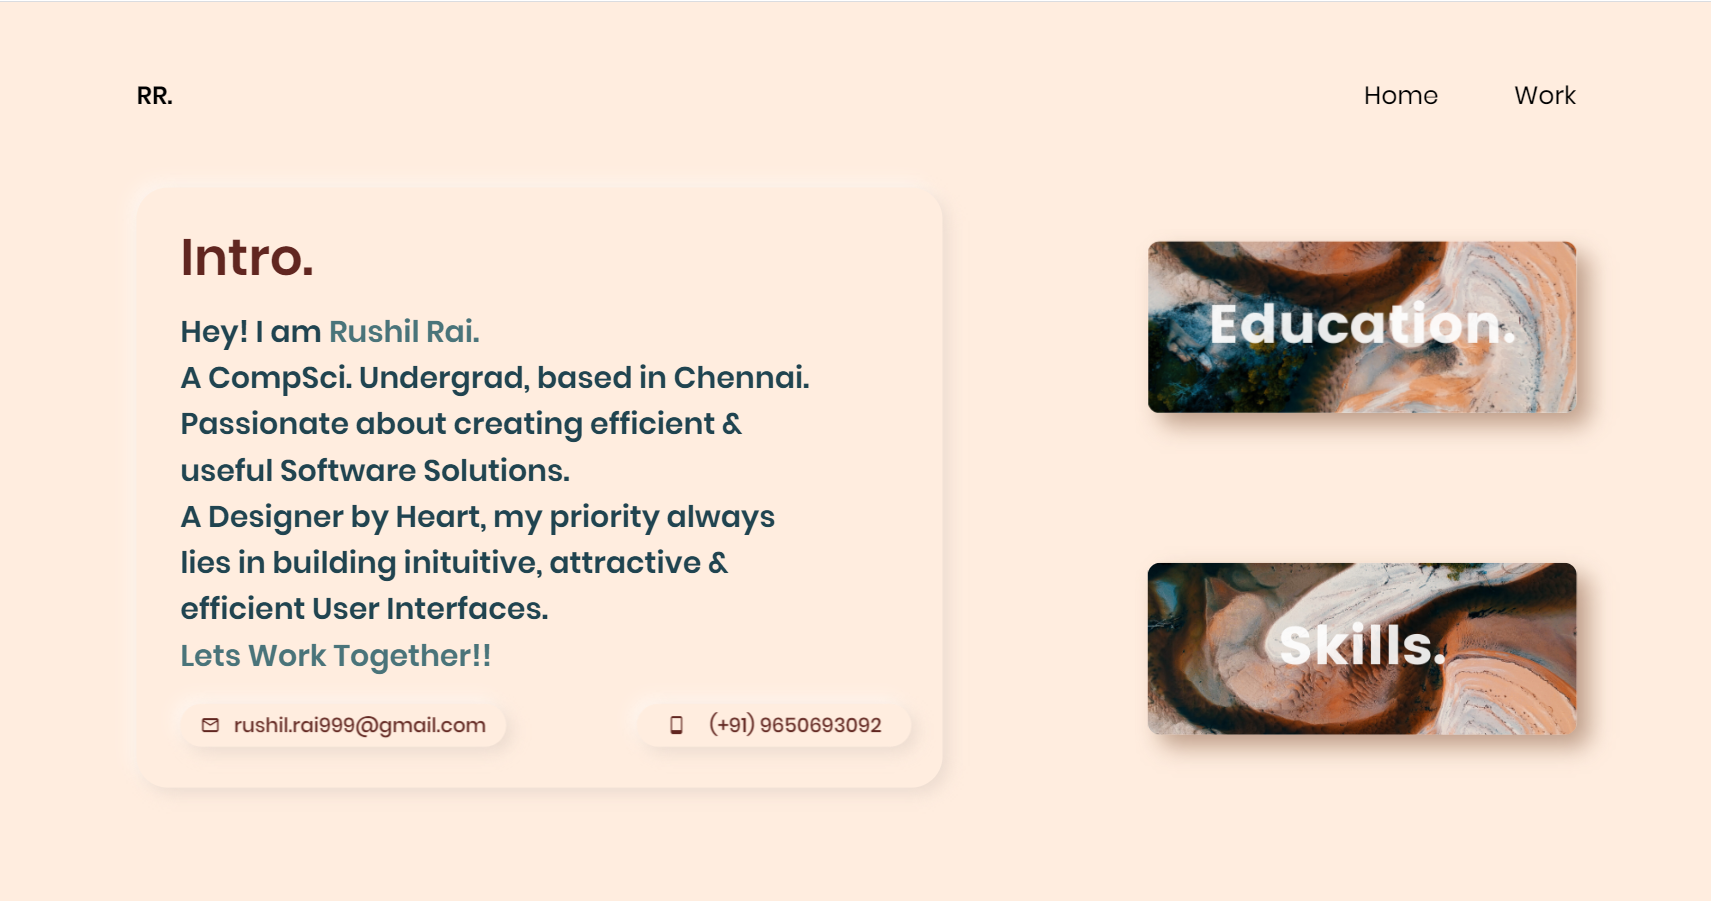 RR.
Home
Work
Intro.
Hey! I am Rushil Rai.
A CompSci. Undergrad, based in Chennai.
Passionate about creating efficient &
useful Software Solutions.
A Designer by Heart, my priority always
lies in building inituitive, attractive &
efficient User Interfaces.
Lets Work Together!!
rushil.rai999@gmail.com
(+91) 9650693092
Education.
Skills.